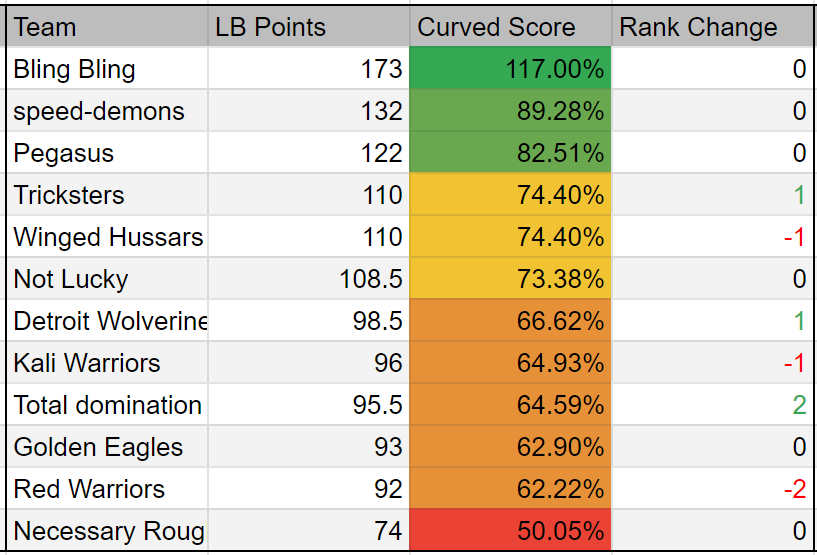 Team LB Points Curved Score Rank Change
Bling Bling 173 117.00% 0
speed-demons 132 89.28% 0
Pegasus 122 82.51% 0
Tricksters 110 74.40% 1
Winged Hussars 110 74.40% -1
Not Lucky 108.5 73.38% 0
Detroit Wolverine 98.5 66.62% 1
Kali Warriors 96 64.93% -1
Total domination 95.5 64.59% 2
Golden Eagles 93 62.90% 0
Red Warriors 92 62.22% -2
Necessary Roug 74 50.05% 0